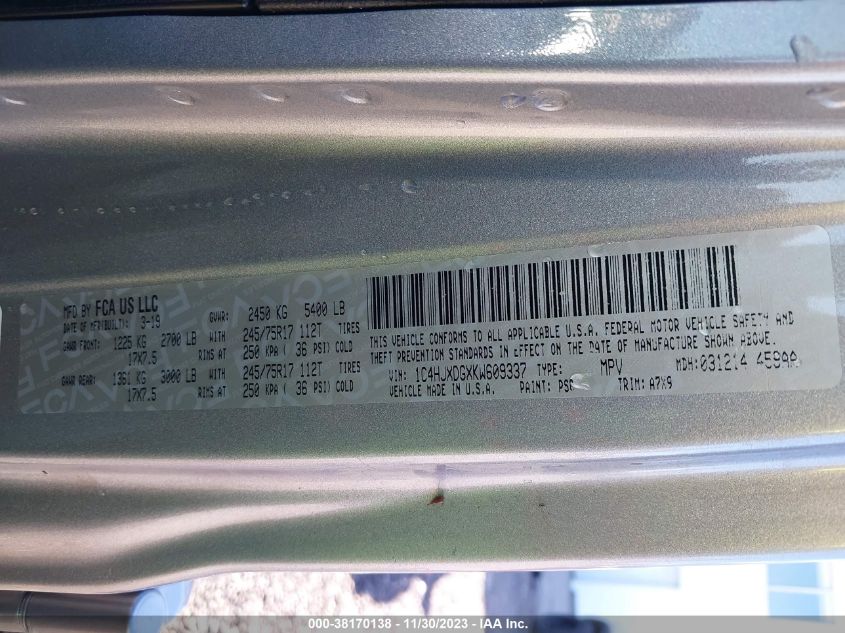 MFD BY FCA US LLC
DATE OF MFR(BUILT): 3-19 GVWR: 2450 KG 5400 LB
GAWR FRONT: 1225 KG 2700 LB WITH 245/75R17 112T TIRES
17X7.5 RIMS AT 250 KPA ( 36 PSI) COLD
GAWR REAR: 1361 KG 3000 LB WITH 245/75R17 112T TIRES
17X7.5 RIMS AT 250 KPA ( 36 PSI) COLD
THIS VEHICLE CONFORMS TO ALL APPLICABLE U.S.A. FEDERAL MOTOR VEHICLE SAFETY AND
THEFT PREVENTION STANDARDS IN EFFECT ON THE DATE OF MANUFACTURE SHOWN ABOVE.
VIN: 1C4HJXDGXKW609337 TYPE: MPV MDH: 031214 459AA
VEHICLE MADE IN U.S.A. PAINT: PSC TRIM: A7X9
000-38170138 - 11/30/2023 - IAA Inc.